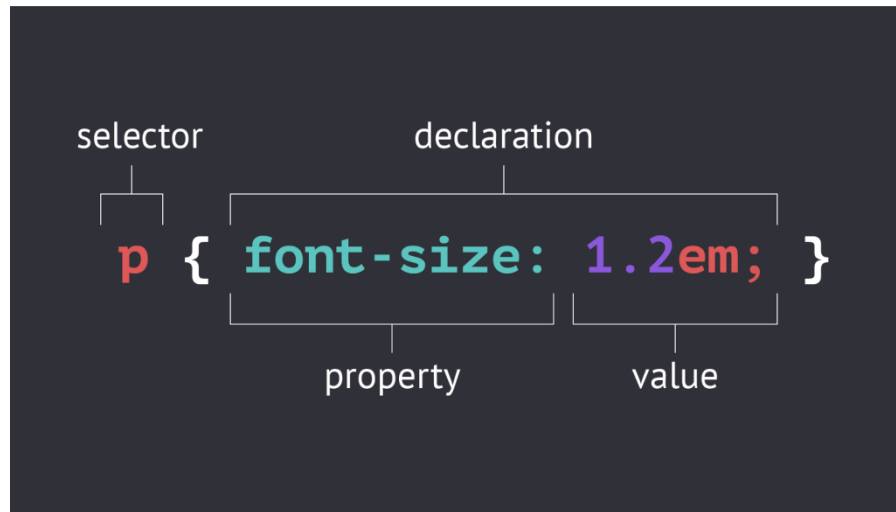 selector declaration
p { font-size: 1.2em; }
property value